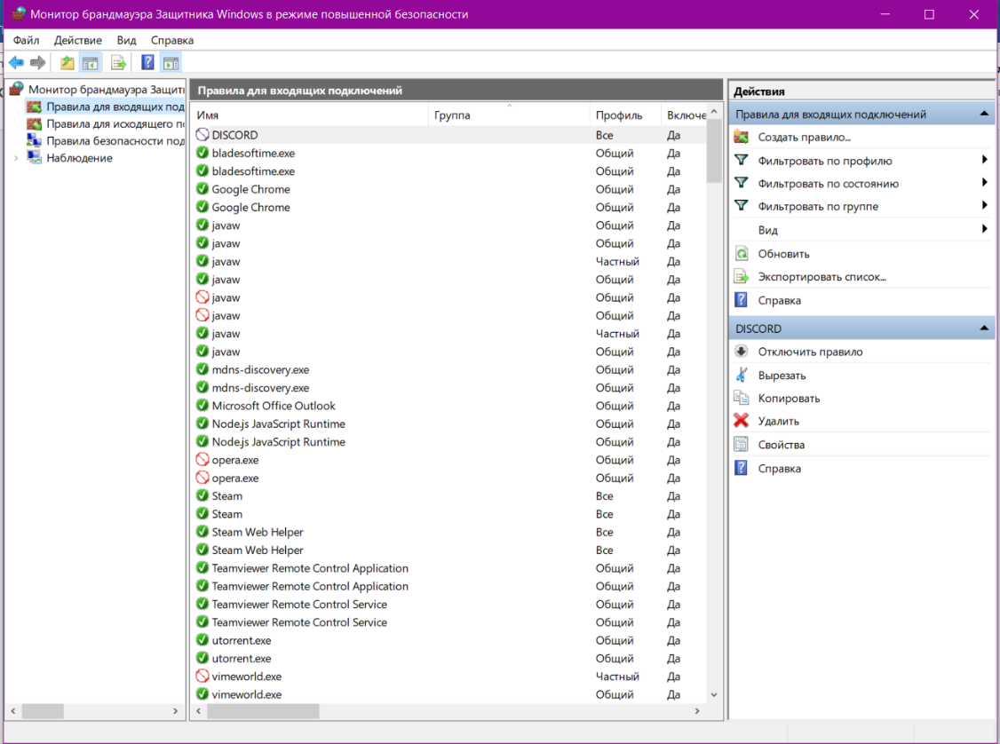 Монитор брандмауэра Защитника Windows в режиме повышенной безопасности
Файл Действие Вид Справка
Монитор брандмауэра Защити
Правила для входящих под
Правила для исходящего п
Правила безопасности под
Наблюдение
Правила для входящих подключений
Имя Группа Профиль Включе
DISCORD Все Да
bladesoftime.exe Общий Да
bladesoftime.exe Общий Да
Google Chrome Общий Да
Google Chrome Общий Да
javaw Общий Да
javaw Общий Да
javaw Частный Да
javaw Общий Да
javaw Общий Да
javaw Общий Да
javaw Частный Да
javaw Общий Да
mdns-discovery.exe Общий Да
mdns-discovery.exe Общий Да
Microsoft Office Outlook Общий Да
Node.js JavaScript Runtime Общий Да
Node.js JavaScript Runtime Общий Да
opera.exe Общий Да
opera.exe Общий Да
Steam Все Да
Steam Все Да
Steam Web Helper Все Да
Steam Web Helper Все Да
Teamviewer Remote Control Application Общий Да
Teamviewer Remote Control Application Общий Да
Teamviewer Remote Control Service Общий Да
Teamviewer Remote Control Service Общий Да
utorrent.exe Общий Да
utorrent.exe Общий Да
vimeworld.exe Частный Да
vimeworld.exe Общий Да
Действия
Правила для входящих подключений
Создать правило...
Фильтровать по профилю
Фильтровать по состоянию
Фильтровать по группе
Вид
Обновить
Экспортировать список...
Справка
DISCORD
Отключить правило
Вырезать
Копировать
Удалить
Свойства
Справка